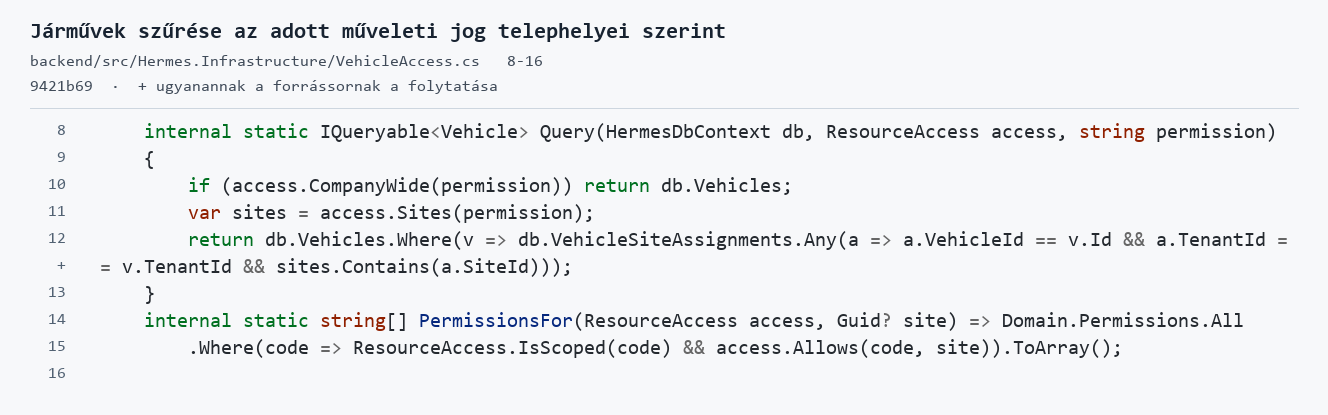 Járművek szűrése az adott műveleti jog telephelyei szerint
backend/src/Hermes.Infrastructure/VehicleAccess.cs   8-16
9421b69  ·  + ugyanannak a forrássornak a folytatása
8    internal static IQueryable<Vehicle> Query(HermesDbContext db, ResourceAccess access, string permission)
9    {
10        if (access.CompanyWide(permission)) return db.Vehicles;
11        var sites = access.Sites(permission);
12        return db.Vehicles.Where(v => db.VehicleSiteAssignments.Any(a => a.VehicleId == v.Id && a.TenantId =
+ = v.TenantId && sites.Contains(a.SiteId)));
13    }
14    internal static string[] PermissionsFor(ResourceAccess access, Guid? site) => Domain.Permissions.All
15        .Where(code => ResourceAccess.IsScoped(code) && access.Allows(code, site)).ToArray();
16